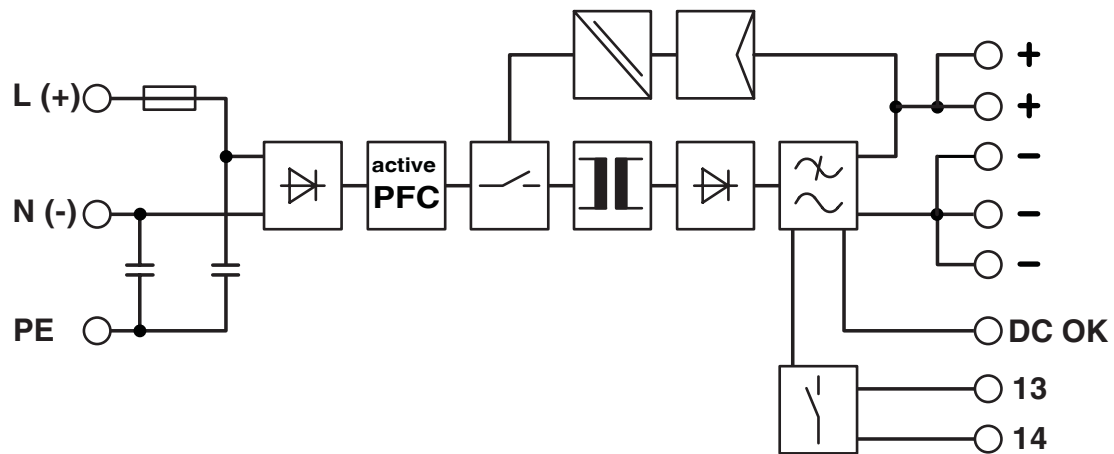 L (+)
N (-)
PE
active
PFC
+
+
–
–
–
DC OK
13
14